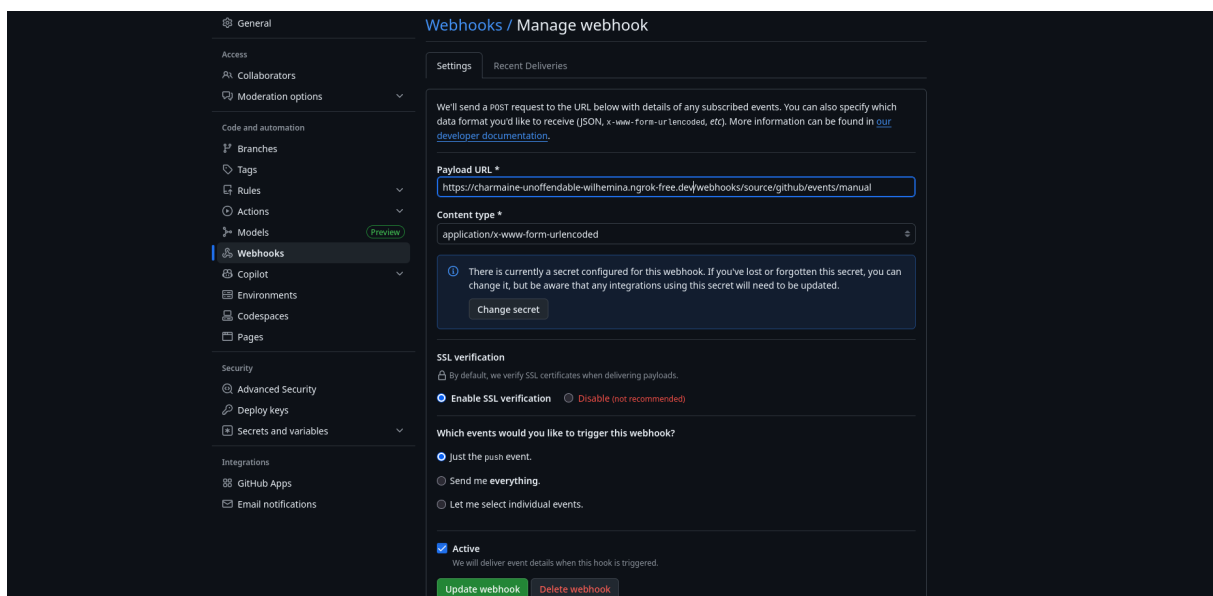 General
Access
Collaborators
Moderation options
Code and automation
Branches
Tags
Rules
Actions
Models
Preview
Webhooks
Copilot
Environments
Codespaces
Pages
Security
Advanced Security
Deploy keys
Secrets and variables
Integrations
GitHub Apps
Email notifications
Webhooks / Manage webhook
Settings
Recent Deliveries
We'll send a POST request to the URL below with details of any subscribed events. You can also specify which
data format you'd like to receive (JSON, x-www-form-urlencoded, etc). More information can be found in our
developer documentation.
Payload URL *
https://charmaine-unoffendable-wilhemina.ngrok-free.dev/webhooks/source/github/events/manual
Content type *
application/x-www-form-urlencoded
There is currently a secret configured for this webhook. If you've lost or forgotten this secret, you can
change it, but be aware that any integrations using this secret will need to be updated.
Change secret
SSL verification
By default, we verify SSL certificates when delivering payloads.
Enable SSL verification
Disable (not recommended)
Which events would you like to trigger this webhook?
Just the push event.
Send me everything.
Let me select individual events.
Active
We will deliver event details when this hook is triggered.
Update webhook
Delete webhook